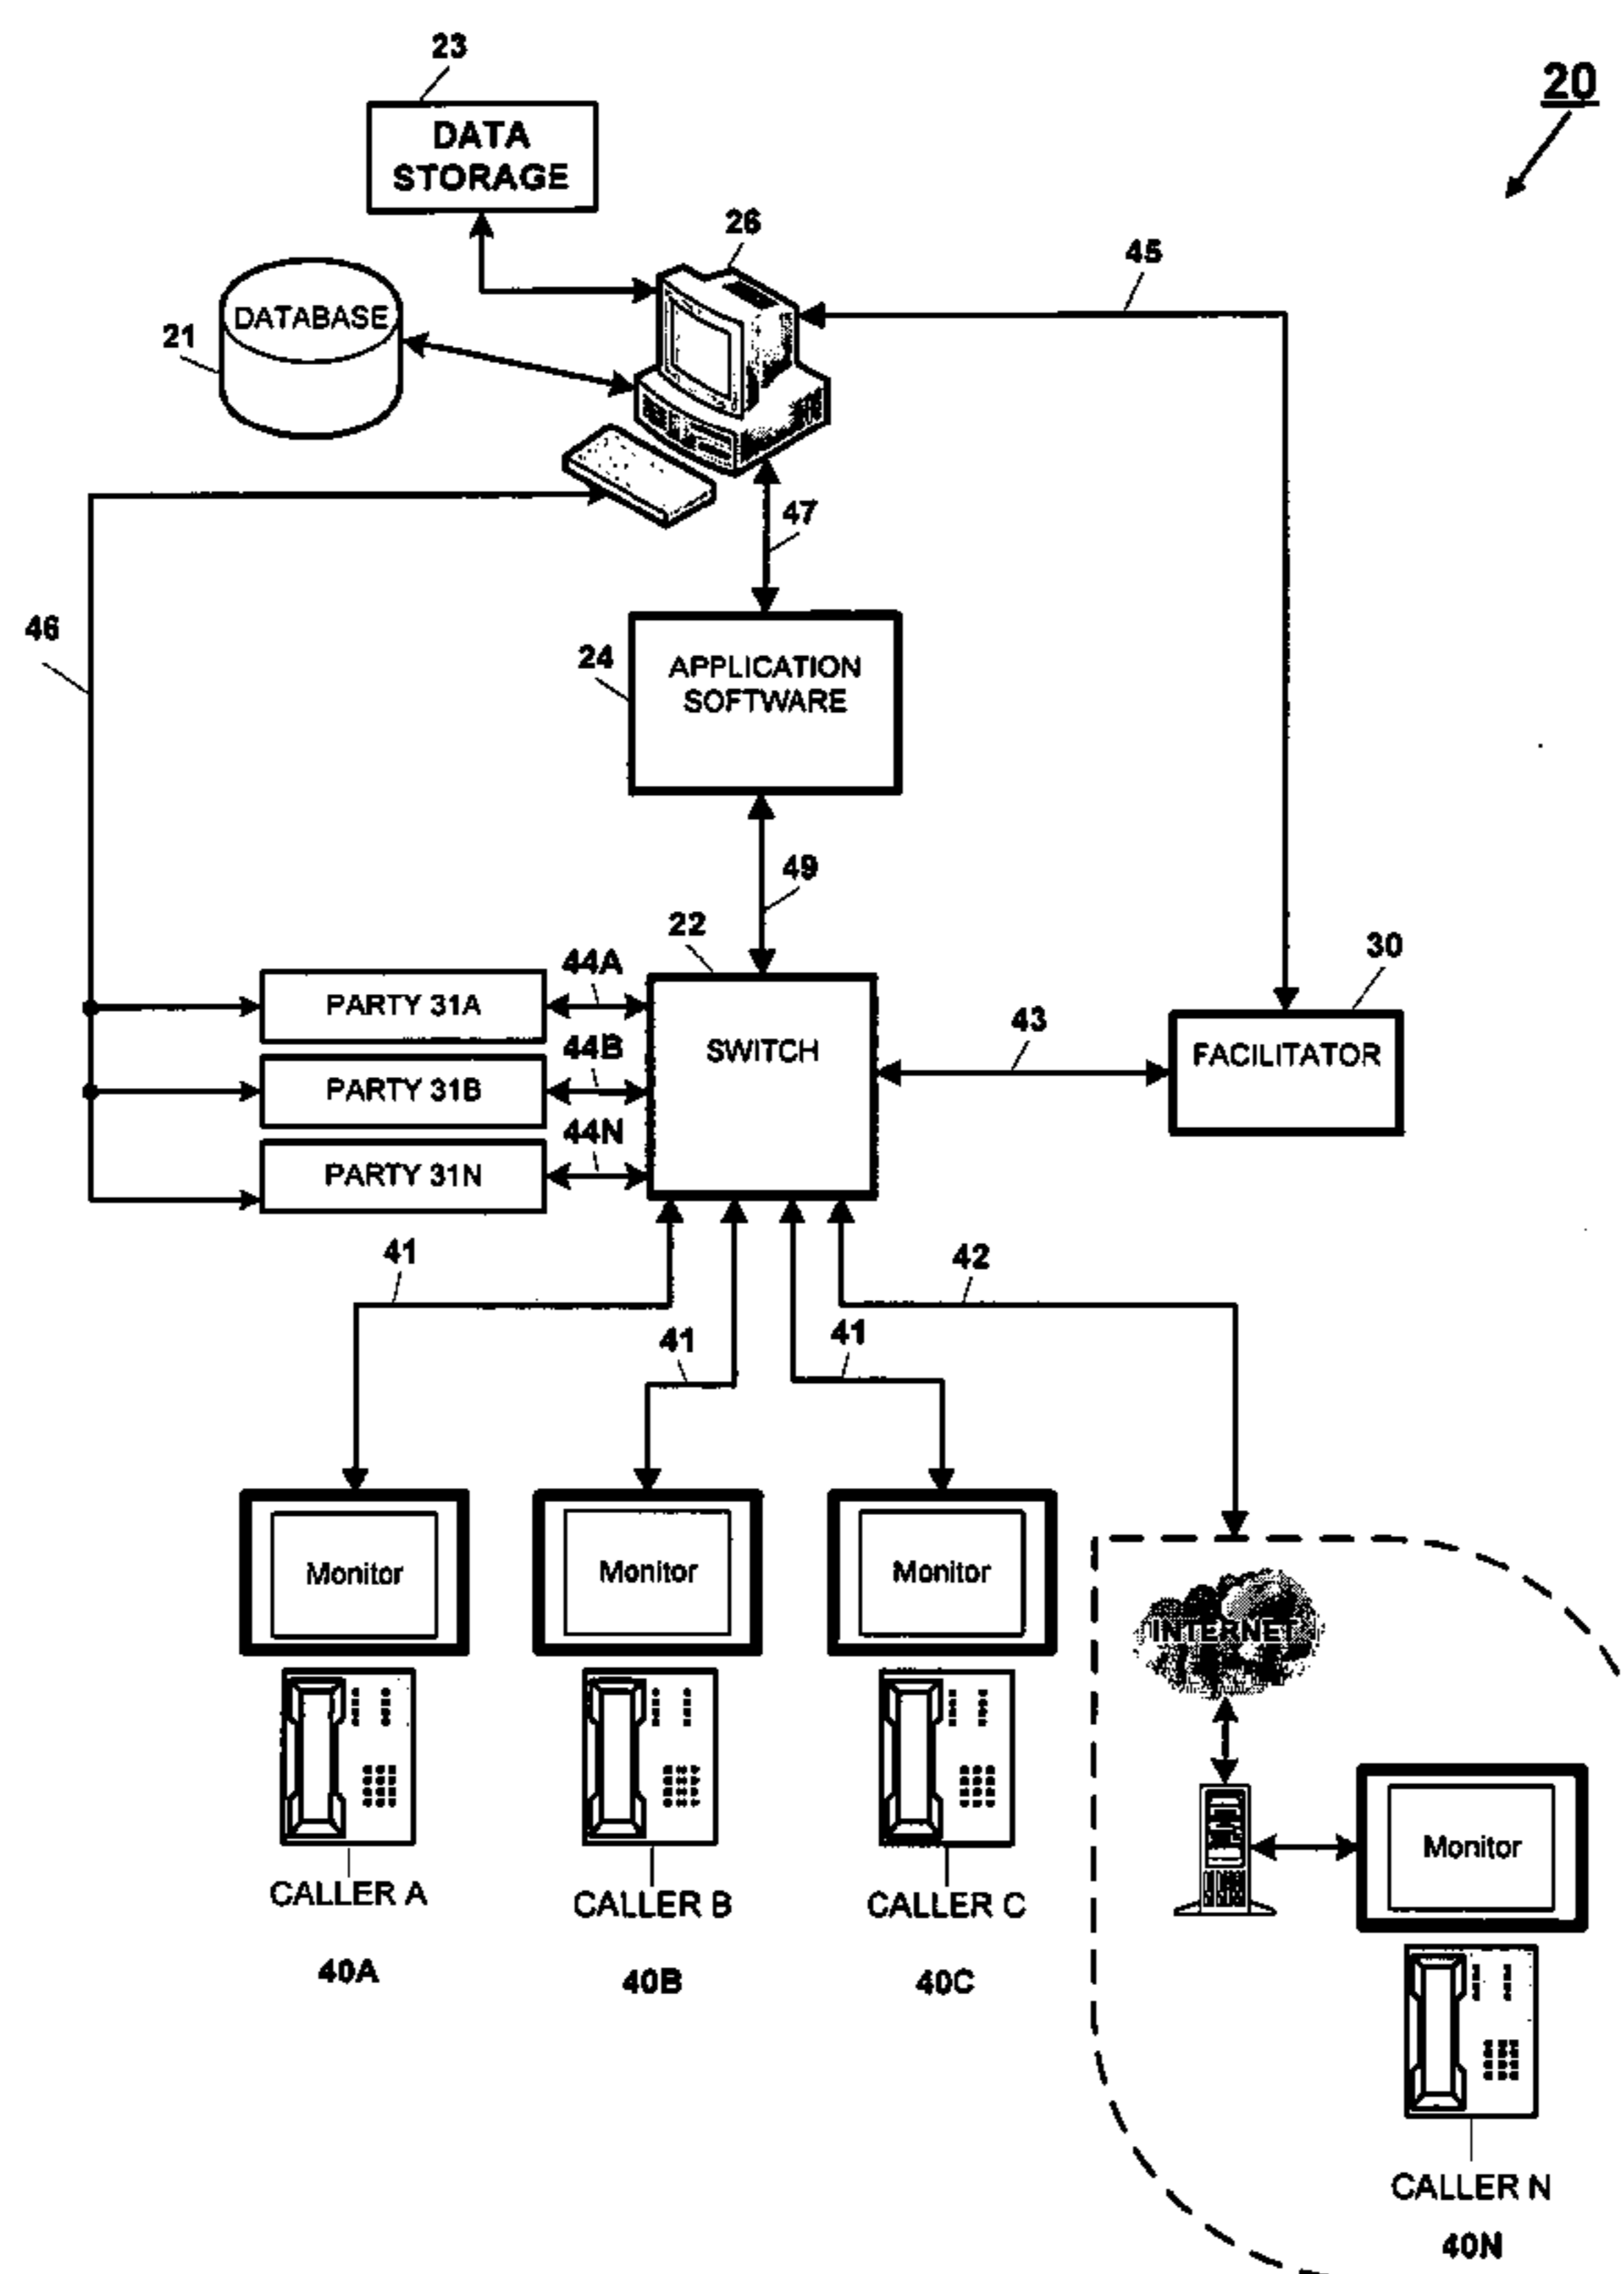 23
20
DATA
STORAGE
26
45
DATABASE
21
47
46
24
APPLICATION
SOFTWARE
49
22
30
44A
PARTY 31A
43
SWITCH
FACILITATOR
44B
PARTY 31B
44N
PARTY 31N
41
42
41
41
Monitor
Monitor
Monitor
INTERNET
Monitor
CALLER A
CALLER B
CALLER C
40A
40B
40C
CALLER N
40N